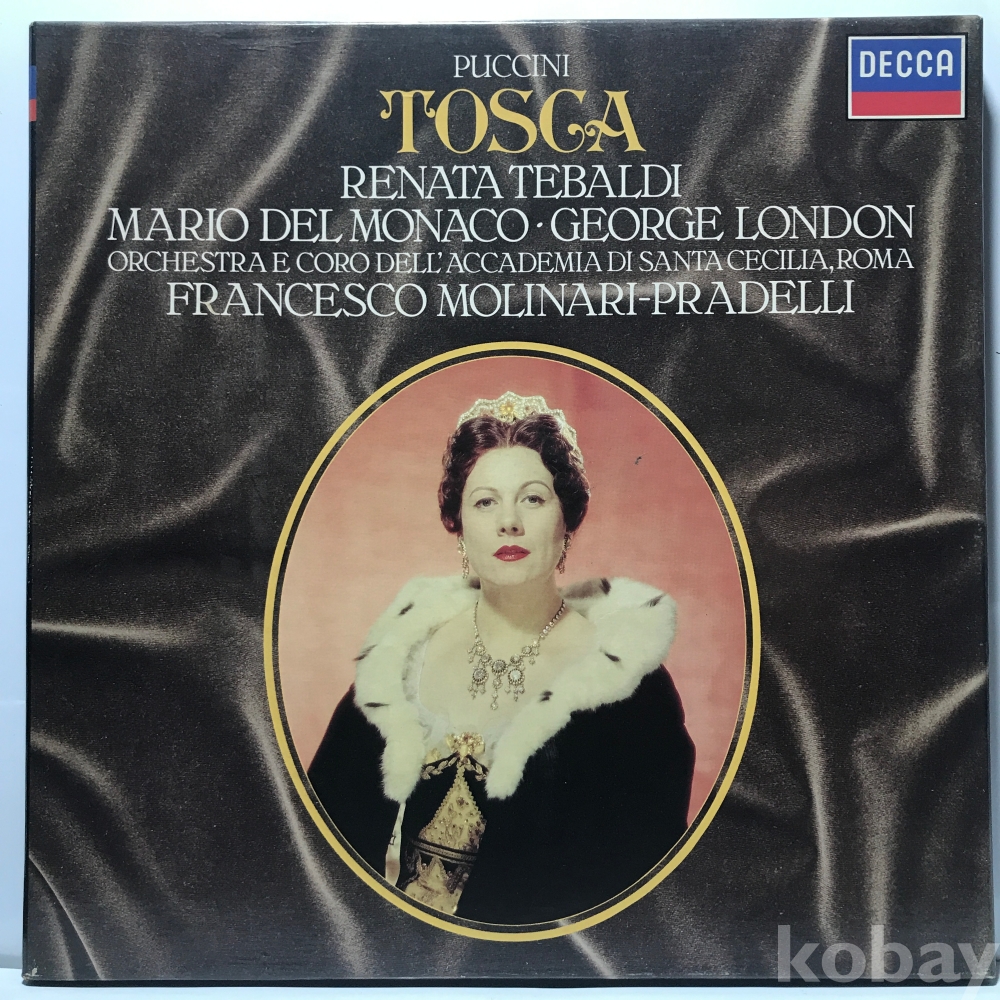 PUCCINI
DECCA
TOSCA
RENATA TEBALDI
MARIO DEL MONACO · GEORGE LONDON
ORCHESTRA E CORO DELL'ACCADEMIA DI SANTA CECILIA, ROMA
FRANCESCO MOLINARI-PRADELLI
kobay